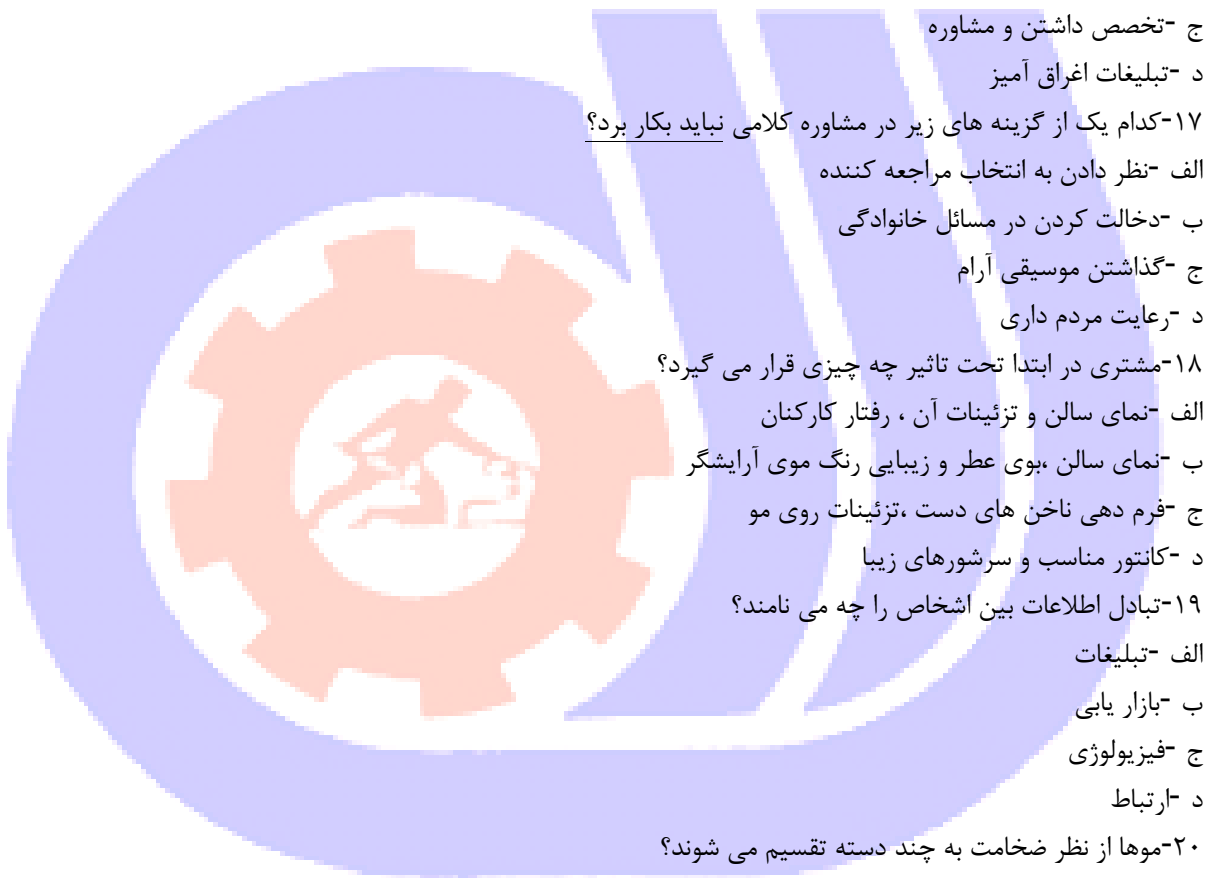 ج -تخصص داشتن و مشاوره
د -تبلیغات اغراق آمیز
۱۷-کدام یک از گزینه های زیر در مشاوره کلامی نباید بکار برد؟
الف -نظر دادن به انتخاب مراجعه کننده
ب -دخالت کردن در مسائل خانوادگی
ج -گذاشتن موسیقی آرام
د -رعایت مردم داری
۱۸-مشتری در ابتدا تحت تاثیر چه چیزی قرار می گیرد؟
الف -نمای سالن و تزئینات آن ، رفتار کارکنان
ب -نمای سالن ،بوی عطر و زیبایی رنگ موی آرایشگر
ج -فرم دهی ناخن های دست ،تزئینات روی مو
د -کانتور مناسب و سرشورهای زیبا
۱۹-تبادل اطلاعات بین اشخاص را چه می نامند؟
الف -تبلیغات
ب -بازار یابی
ج -فیزیولوژی
د -ارتباط
۲۰-موها از نظر ضخامت به چند دسته تقسیم می شوند؟